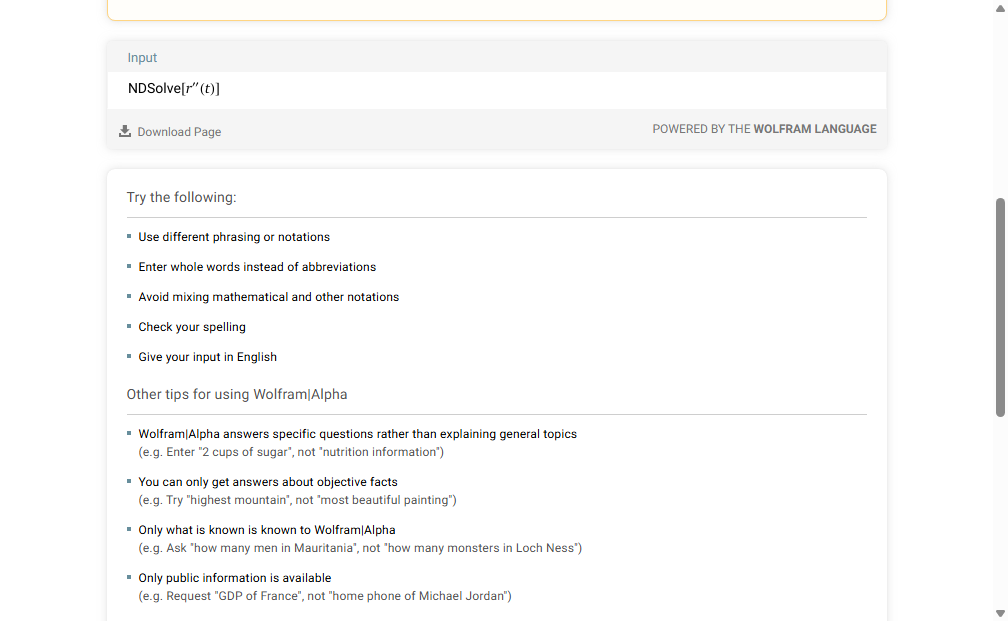 Input
NDSolve[r′′(t)]
Download Page
POWERED BY THE WOLFRAM LANGUAGE
Try the following:
Use different phrasing or notations
Enter whole words instead of abbreviations
Avoid mixing mathematical and other notations
Check your spelling
Give your input in English
Other tips for using Wolfram|Alpha
Wolfram|Alpha answers specific questions rather than explaining general topics
(e.g. Enter "2 cups of sugar", not "nutrition information")
You can only get answers about objective facts
(e.g. Try "highest mountain", not "most beautiful painting")
Only what is known is known to Wolfram|Alpha
(e.g. Ask "how many men in Mauritania", not "how many monsters in Loch Ness")
Only public information is available
(e.g. Request "GDP of France", not "home phone of Michael Jordan")